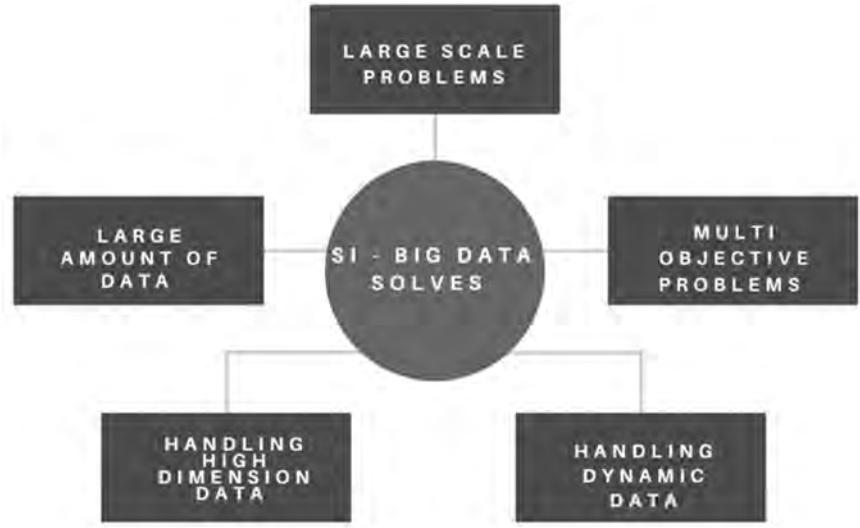 LARGE SCALE
PROBLEMS
LARGE
AMOUNT OF
DATA
SI - BIG DATA
SOLVES
MULTI
OBJECTIVE
PROBLEMS
HANDLING
HIGH
DIMENSION
DATA
HANDLING
DYNAMIC
DATA